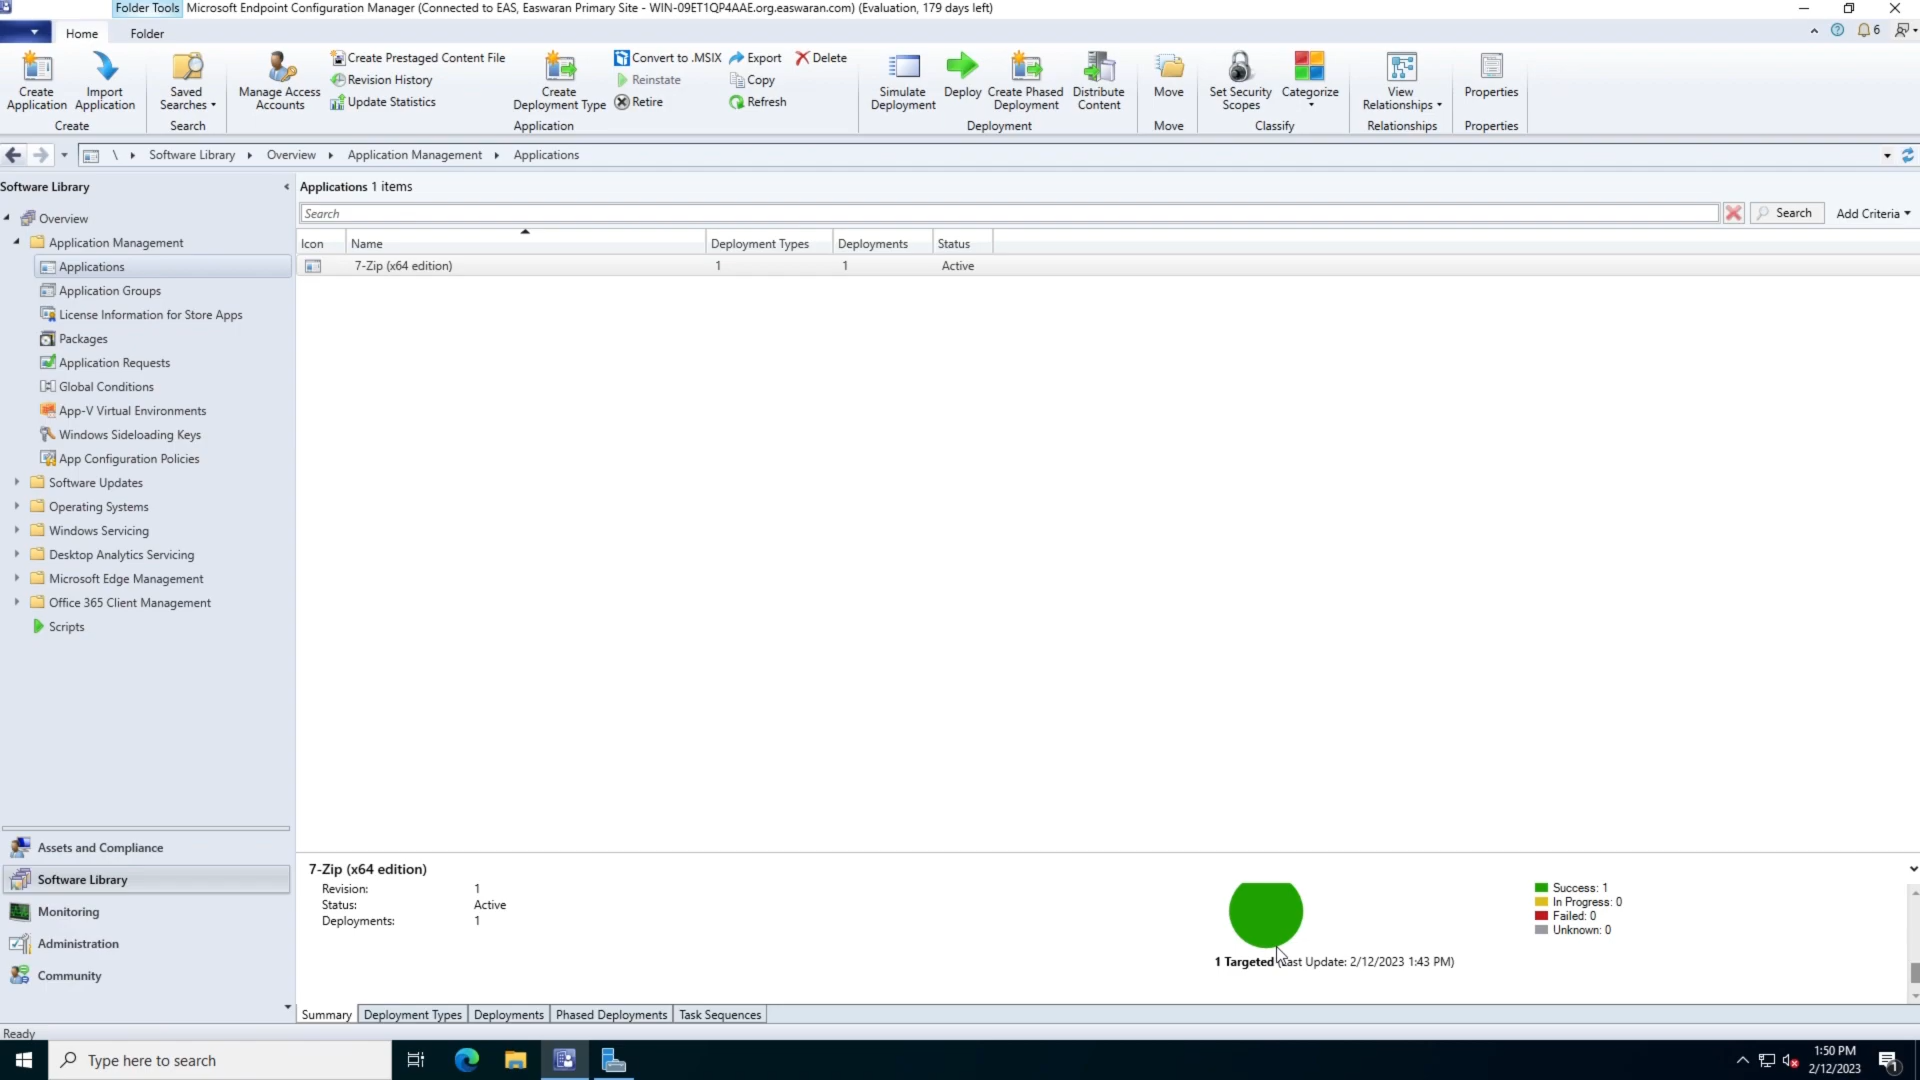 Folder Tools Microsoft Endpoint Configuration Manager (Connected to EAS, Easwaran Primary Site - WIN-09ET1QP4AAE.org.easwaran.com) (Evaluation, 179 days left)
Home Folder 6
Create Application
Import Application
Create
Saved Searches
Search
Manage Access Accounts
Create Prestaged Content File
Revision History
Update Statistics
Create Deployment Type
Convert to .MSIX
Reinstate
Retire
Export
Copy
Refresh
Delete
Application
Simulate Deployment
Deploy
Create Phased Deployment
Distribute Content
Deployment
Move
Move
Set Security Scopes
Categorize
Classify
View Relationships
Relationships
Properties
Properties
\ Software Library Overview Application Management Applications
Software Library
Overview
Application Management
Applications
Application Groups
License Information for Store Apps
Packages
Application Requests
Global Conditions
App-V Virtual Environments
Windows Sideloading Keys
App Configuration Policies
Software Updates
Operating Systems
Windows Servicing
Desktop Analytics Servicing
Microsoft Edge Management
Office 365 Client Management
Scripts
Assets and Compliance
Software Library
Monitoring
Administration
Community
Applications 1 items
Search Search Add Criteria
Icon Name Deployment Types Deployments Status
7-Zip (x64 edition) 1 1 Active
7-Zip (x64 edition)
Revision: 1
Status: Active
Deployments: 1
1 Targeted (Last Update: 2/12/2023 1:43 PM)
Success: 1
In Progress: 0
Failed: 0
Unknown: 0
Summary Deployment Types Deployments Phased Deployments Task Sequences
Ready
Type here to search
1:50 PM
2/12/2023
1